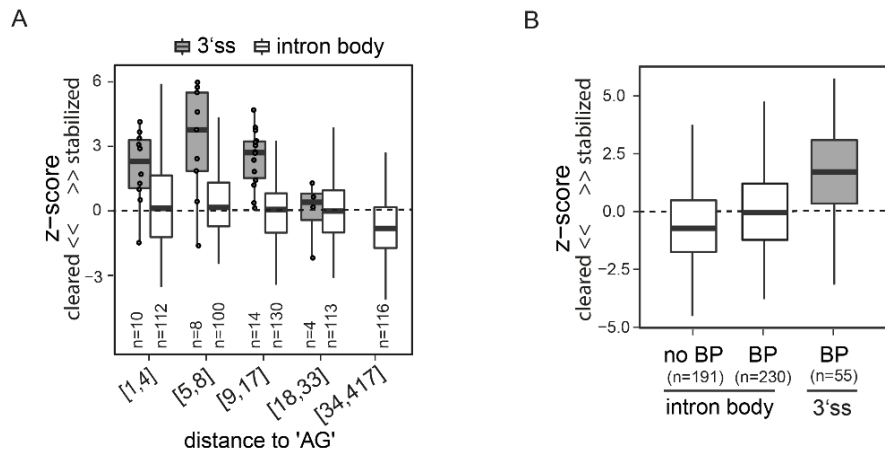 A
3'ss intron body
z-score
cleared << >> stabilized
6
3
0
−3
n=10 n=112 n=8 n=100 n=14 n=130 n=4 n=113 n=116
[1,4] [5,8] [9,17] [18,33] [34,417]
distance to 'AG'
B
z-score
cleared << >> stabilized
5.0
2.5
0.0
−2.5
−5.0
no BP BP BP
(n=191) (n=230) (n=55)
intron body 3'ss